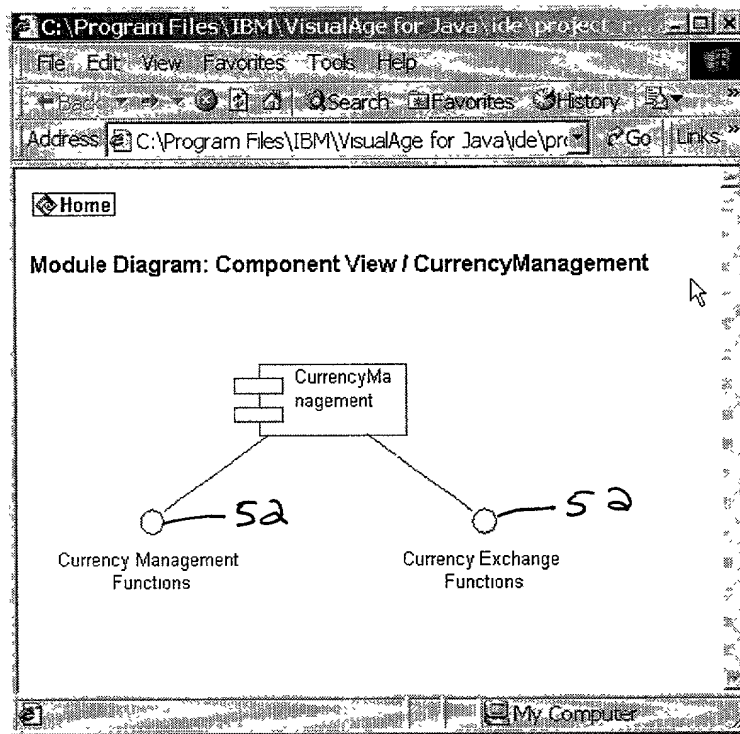 C:\Program Files\IBM\VisualAge for Java\ide\project_r...
File Edit View Favorites Tools Help
Back Search Favorites History »
Address C:\Program Files\IBM\VisualAge for Java\ide\pro Go Links »
Home
Module Diagram: Component View / CurrencyManagement
CurrencyMa
nagement
52 52
Currency Management
Functions
Currency Exchange
Functions
My Computer